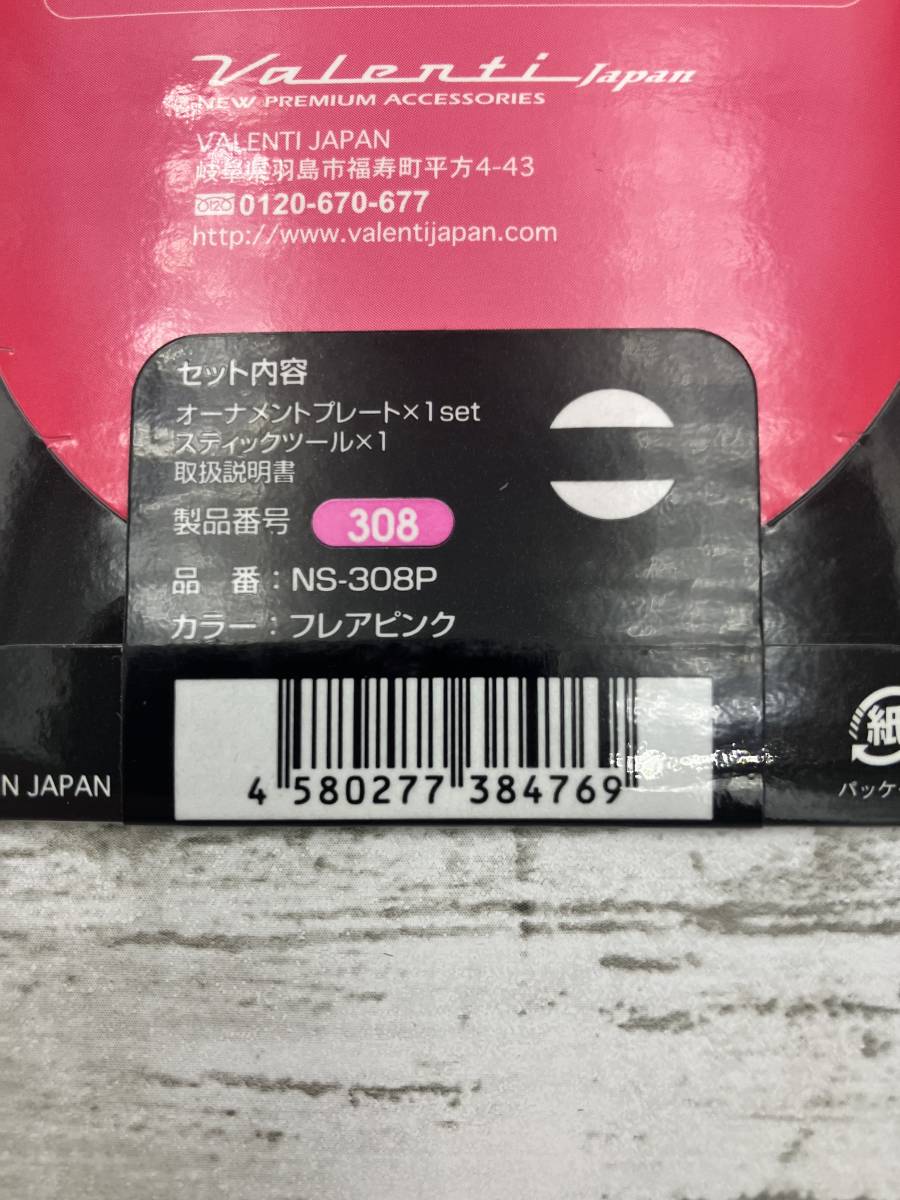 Valenti Japan
NEW PREMIUM ACCESSORIES
VALENTI JAPAN
岐阜県羽島市福寿町平方4-43
0120-670-677
http://www.valentijapan.com
セット内容
オーナメントプレート×1set
スティックツール×1
取扱説明書
製品番号 308
品 番：NS-308P
カラー：フレアピンク
4 580277 384769
N JAPAN
紙
パッケ